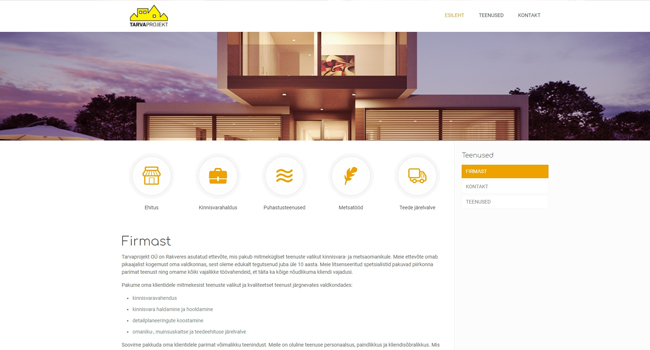 TARVAPROJEKT
ESILEHT TEENUSED KONTAKT
Ehitus Kinnisvarahaldus Puhastusteenused Metsatööd Teede järelvalve
Teenused
FIRMAST
KONTAKT
TEENUSED
Firmast
Tarvaprojekt OÜ on Rakveres asutatud ettevõte, mis pakub mitmekülgset teenuste valikut kinnisvara- ja metsaomanikule. Meie ettevõte omab
pikaajalist kogemust oma valdkonnas, sest oleme edukalt tegutsenud juba üle 10 aasta. Meie litsenseeritud spetsialistid pakuvad piirkonna
parimat teenust ning omame kõiki vajalikke töövahendeid, et täita ka kõige nõudlikuma kliendi vajadusi.
Pakume oma klientidele mitmekesist teenuste valikut ja kvaliteetset teenust järgnevates valdkondades:
kinnisvaravahendus
kinnisvara haldamine ja hooldamine
detailplaneeringute koostamine
omaniku-, muinsuskaitse ja teedeehituse järelvalve
Soovime pakkuda oma klientidele parimat võimalikku teenindust. Meile on oluline teenuse personaalsus, paindlikkus ja kliendisõbralikkus. Meie